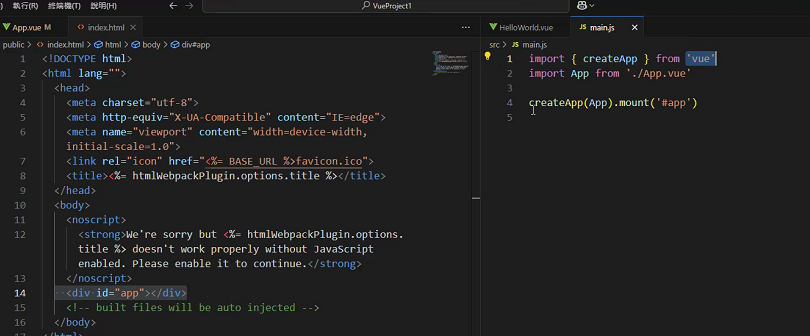 ) 執行(R) 終端機(T) 說明(H) ← → VueProject1
App.vue M index.html × ···
HelloWorld.vue main.js ×
public > index.html > html > body > div#app
src > main.js
1 <!DOCTYPE html>
2 <html lang="">
3 <head>
4 <meta charset="utf-8">
5 <meta http-equiv="X-UA-Compatible" content="IE=edge">
6 <meta name="viewport" content="width=device-width,
initial-scale=1.0">
7 <link rel="icon" href="<%= BASE_URL %>favicon.ico">
8 <title><%= htmlWebpackPlugin.options.title %></title>
9 </head>
10 <body>
11 <noscript>
12 <strong>We're sorry but <%= htmlWebpackPlugin.options.
title %> doesn't work properly without JavaScript
enabled. Please enable it to continue.</strong>
13 </noscript>
14 <div id="app"></div>
15 <!-- built files will be auto injected -->
16 </body>
1 import { createApp } from 'vue'
2 import App from './App.vue'
3
4 createApp(App).mount('#app')
5